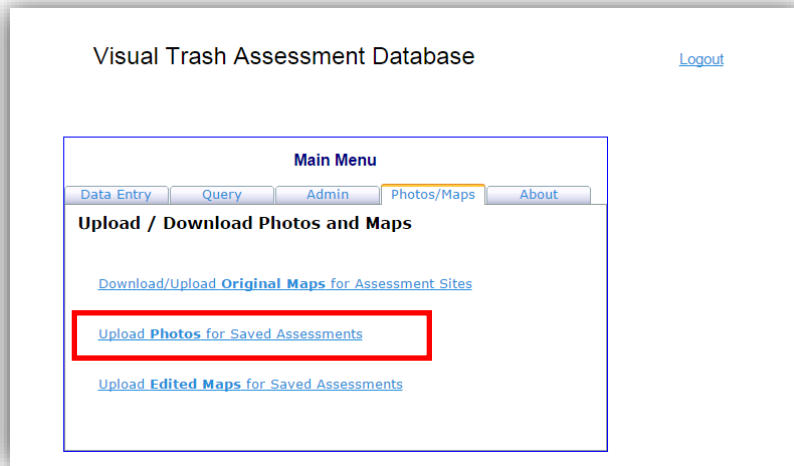 Visual Trash Assessment Database
Logout
Main Menu
Data Entry Query Admin Photos/Maps About
Upload / Download Photos and Maps
Download/Upload Original Maps for Assessment Sites
Upload Photos for Saved Assessments
Upload Edited Maps for Saved Assessments